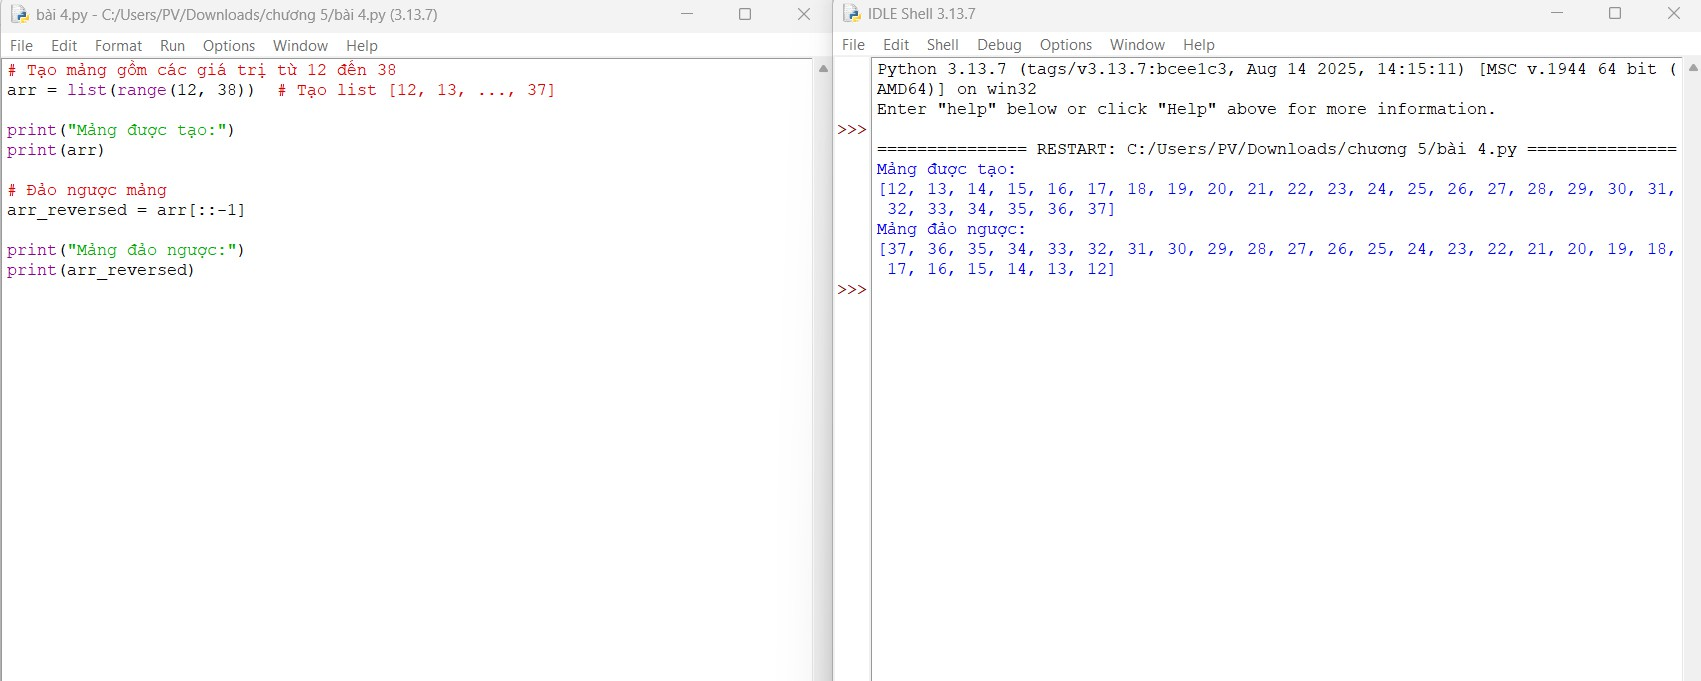 bài 4.py - C:/Users/PV/Downloads/chương 5/bài 4.py (3.13.7)
File Edit Format Run Options Window Help
# Tạo mảng gồm các giá trị từ 12 đến 38
arr = list(range(12, 38))  # Tạo list [12, 13, ..., 37]
print("Mảng được tạo:")
print(arr)
# Đảo ngược mảng
arr_reversed = arr[::-1]
print("Mảng đảo ngược:")
print(arr_reversed)
IDLE Shell 3.13.7
File Edit Shell Debug Options Window Help
Python 3.13.7 (tags/v3.13.7:bcee1c3, Aug 14 2025, 14:15:11) [MSC v.1944 64 bit (
AMD64)] on win32
Enter "help" below or click "Help" above for more information.
>>>
=============== RESTART: C:/Users/PV/Downloads/chương 5/bài 4.py ===============
Mảng được tạo:
[12, 13, 14, 15, 16, 17, 18, 19, 20, 21, 22, 23, 24, 25, 26, 27, 28, 29, 30, 31,
32, 33, 34, 35, 36, 37]
Mảng đảo ngược:
[37, 36, 35, 34, 33, 32, 31, 30, 29, 28, 27, 26, 25, 24, 23, 22, 21, 20, 19, 18,
17, 16, 15, 14, 13, 12]
>>>